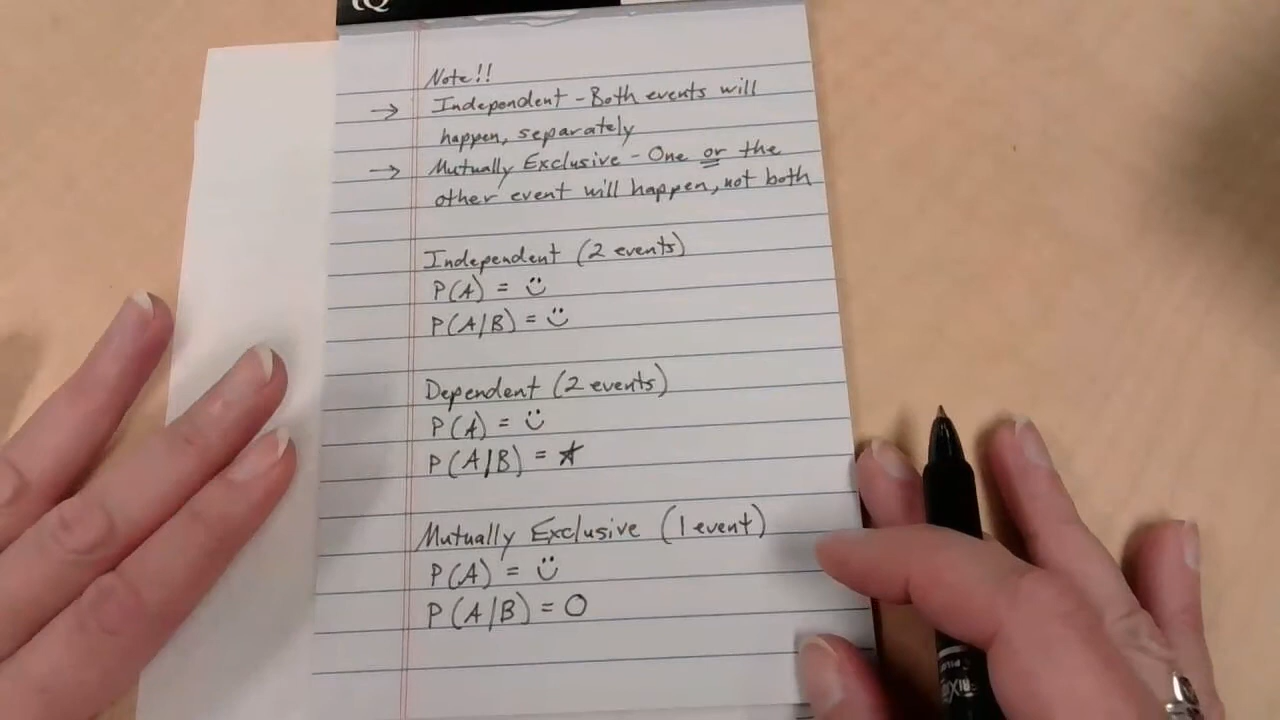 Note!!
→ Independent - Both events will
happen, separately
→ Mutually Exclusive - One or the
other event will happen, not both
Independent (2 events)
P(A) = ☺
P(A/B) = ☺
Dependent (2 events)
P(A) = ☺
P(A/B) = ★
Mutually Exclusive (1 event)
P(A) = ☺
P(A/B) = 0